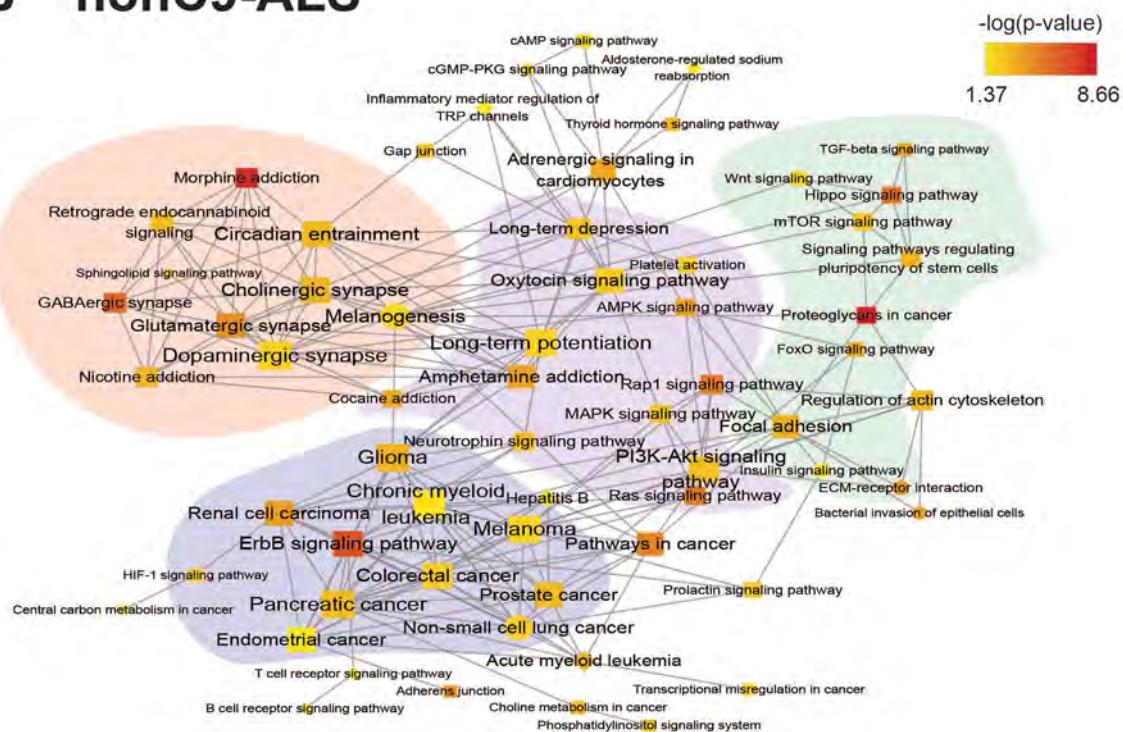 nonC9-ALS
-log(p-value)
1.37 8.66
cAMP signaling pathway
cGMP-PKG signaling pathway
Aldosterone-regulated sodium
reabsorption
Inflammatory mediator regulation of
TRP channels
Thyroid hormone signaling pathway
Gap junction
Adrenergic signaling in
cardiomyocytes
TGF-beta signaling pathway
Morphine addiction
Wnt signaling pathway
Hippo signaling pathway
Retrograde endocannabinoid
signaling
Circadian entrainment
Long-term depression
mTOR signaling pathway
Signaling pathways regulating
pluripotency of stem cells
Sphingolipid signaling pathway
Platelet activation
Cholinergic synapse
Oxytocin signaling pathway
GABAergic synapse
AMPK signaling pathway
Glutamatergic synapse
Melanogenesis
Proteoglycans in cancer
Dopaminergic synapse
Long-term potentiation
FoxO signaling pathway
Nicotine addiction
Amphetamine addiction
Rap1 signaling pathway
Cocaine addiction
Regulation of actin cytoskeleton
MAPK signaling pathway
Focal adhesion
Neurotrophin signaling pathway
Glioma
PI3K-Akt signaling
pathway
Insulin signaling pathway
Chronic myeloid
leukemia
Hepatitis B
Ras signaling pathway
ECM-receptor interaction
Renal cell carcinoma
Bacterial invasion of epithelial cells
Melanoma
ErbB signaling pathway
Pathways in cancer
HIF-1 signaling pathway
Colorectal cancer
Prostate cancer
Prolactin signaling pathway
Central carbon metabolism in cancer
Pancreatic cancer
Non-small cell lung cancer
Endometrial cancer
Acute myeloid leukemia
T cell receptor signaling pathway
Adherens junction
Transcriptional misregulation in cancer
B cell receptor signaling pathway
Choline metabolism in cancer
Phosphatidylinositol signaling system